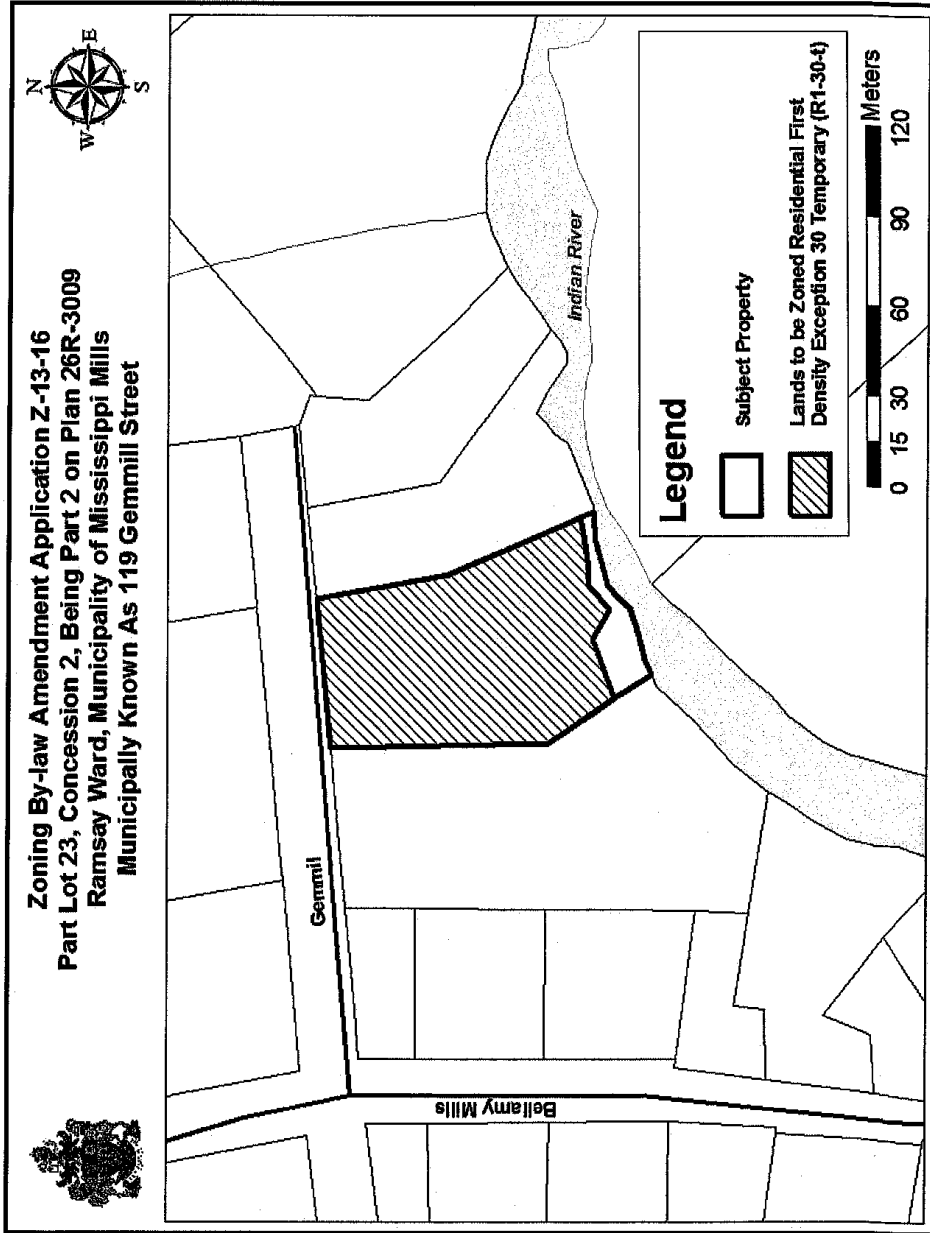 Zoning By-law Amendment Application Z-13-16
Part Lot 23, Concession 2, Being Part 2 on Plan 26R-3009
Ramsay Ward, Municipality of Mississippi Mills
Municipally Known As 119 Gemmill Street
N
E
S
W
Gemmil
Bellamy Mills
Indian River
Legend
Subject Property
Lands to be Zoned Residential First
Density Exception 30 Temporary (R1-30-t)
Meters
0 15 30 60 90 120